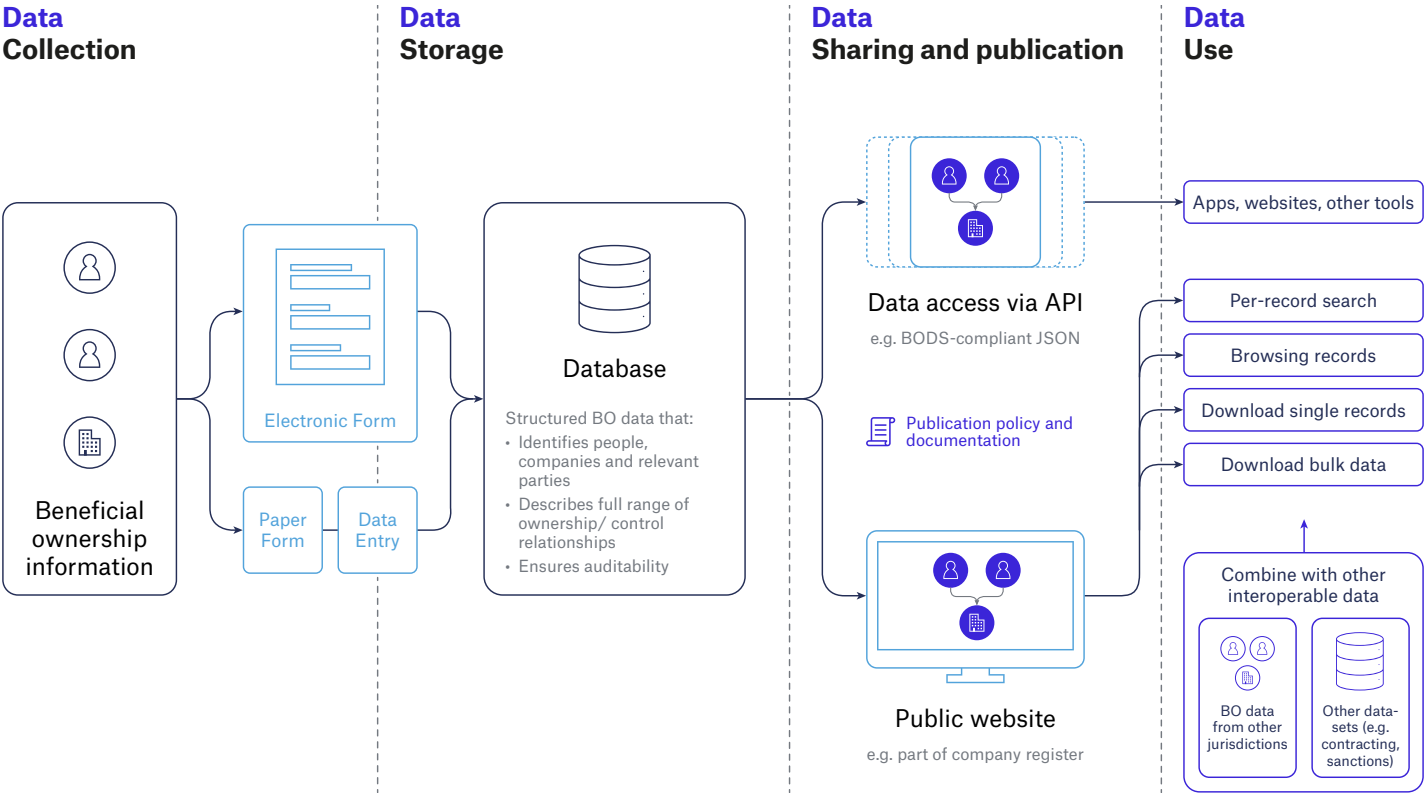 Data
Collection
Data
Storage
Data
Sharing and publication
Data
Use
Beneficial
ownership
information
Electronic Form
Paper
Form
Data
Entry
Database
Structured BO data that:
• Identifies people,
companies and relevant
parties
• Describes full range of
ownership/ control
relationships
• Ensures auditability
Data access via API
e.g. BODS-compliant JSON
Publication policy and
documentation
Public website
e.g. part of company register
Apps, websites, other tools
Per-record search
Browsing records
Download single records
Download bulk data
Combine with other
interoperable data
BO data
from other
jurisdictions
Other data-
sets (e.g.
contracting,
sanctions)